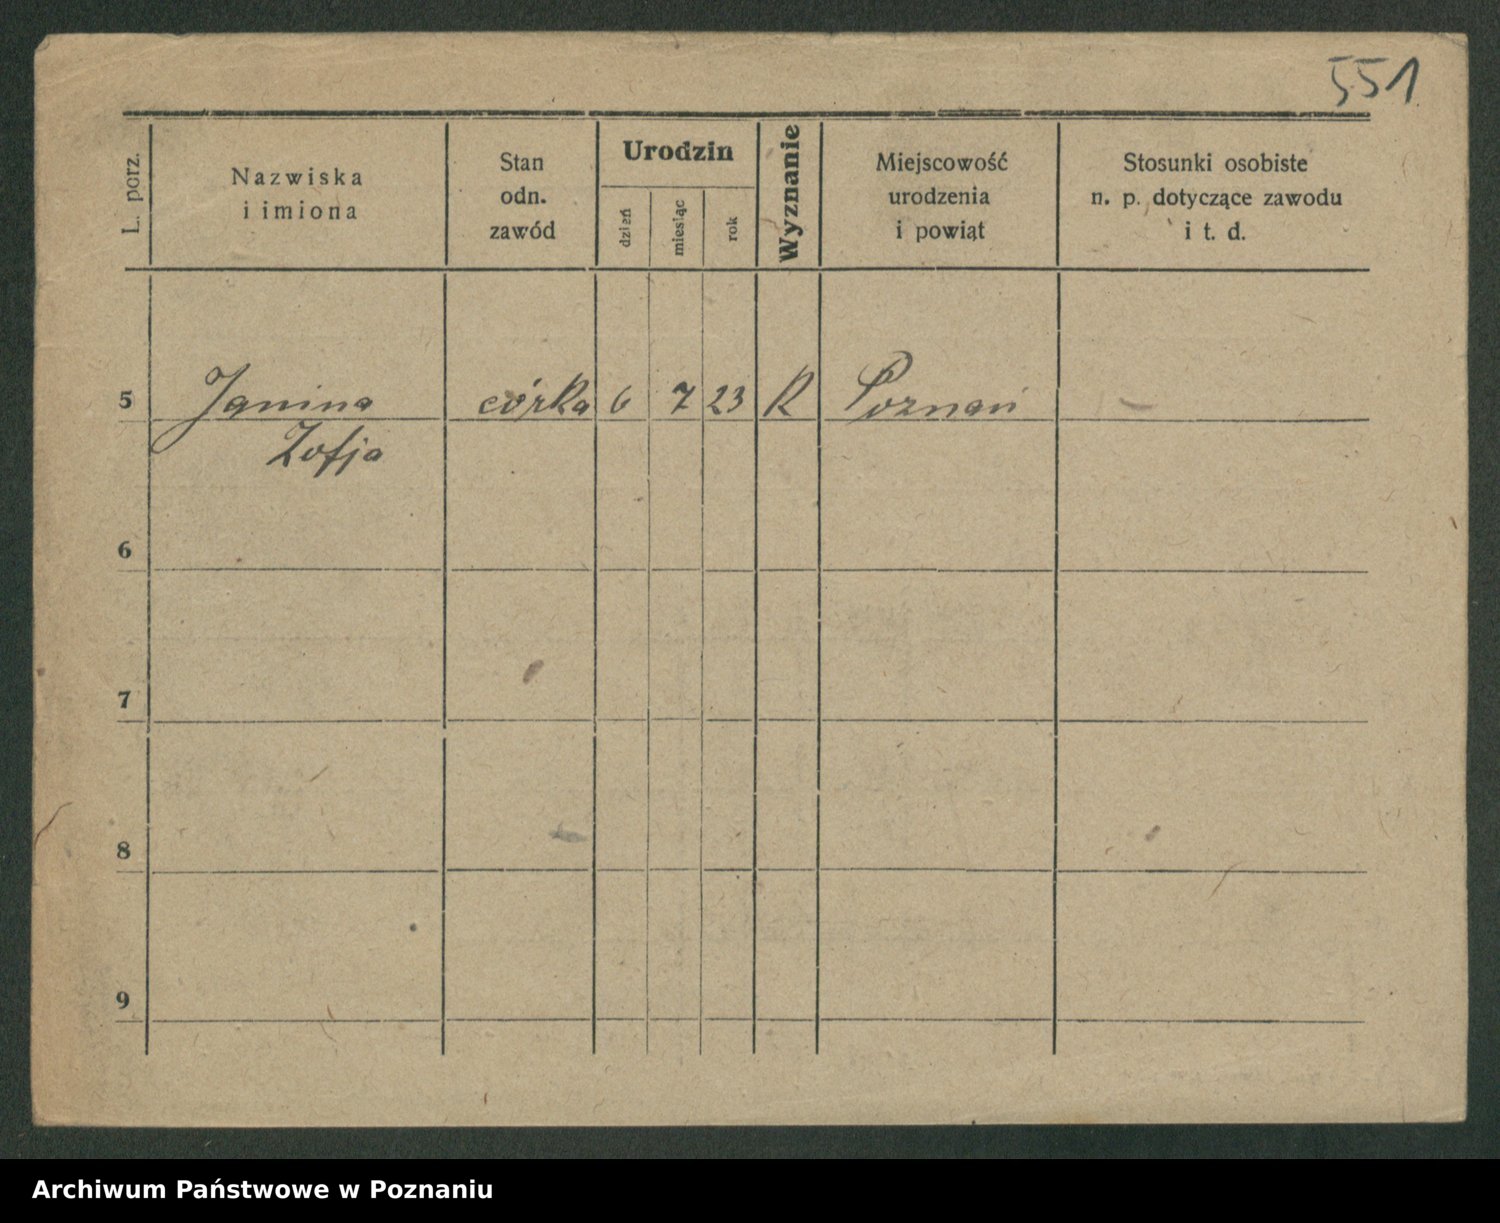 551
L. porz.
Nazwiska
i imiona
Stan
odn.
zawód
Urodzin
dzień
miesiąc
rok
Wyznanie
Miejscowość
urodzenia
i powiąt
Stosunki osobiste
n. p. dotyczące zawodu
i t. d.
5 Janina córka 6 7 23 R Poznań –
Zofja
6
7
8
9
Archiwum Państwowe w Poznaniu